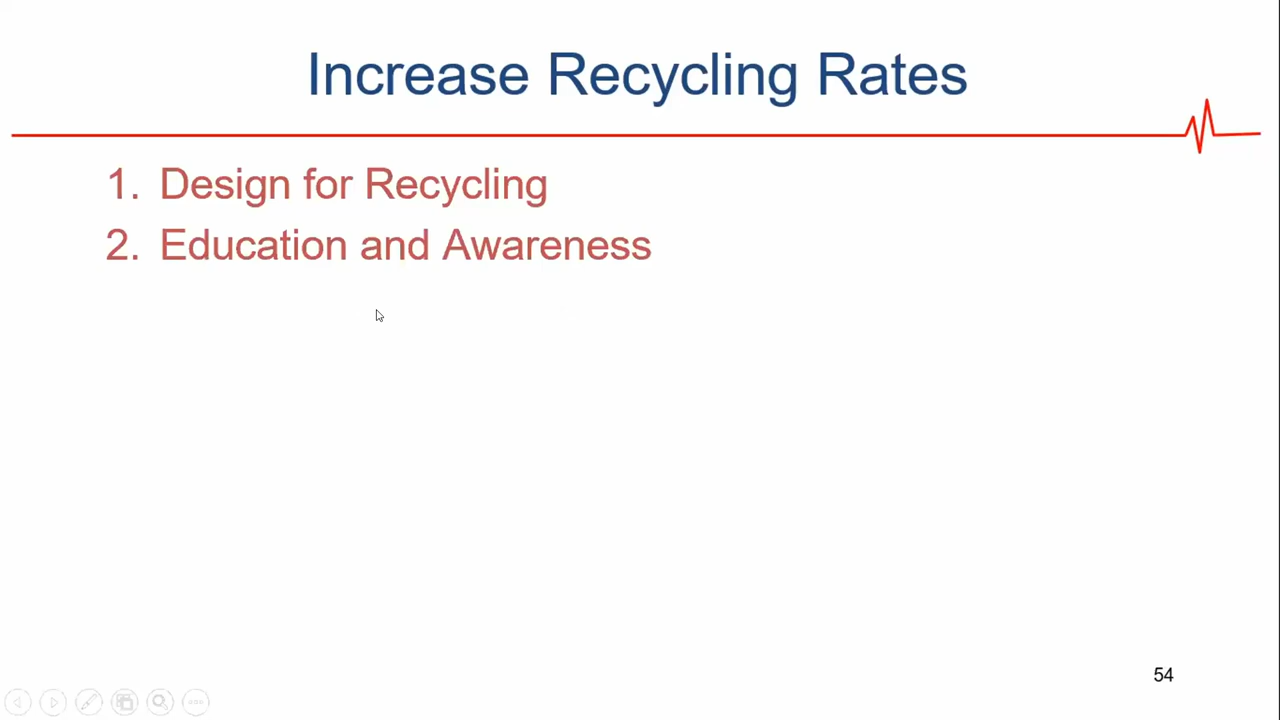 Increase Recycling Rates
1. Design for Recycling
2. Education and Awareness
54